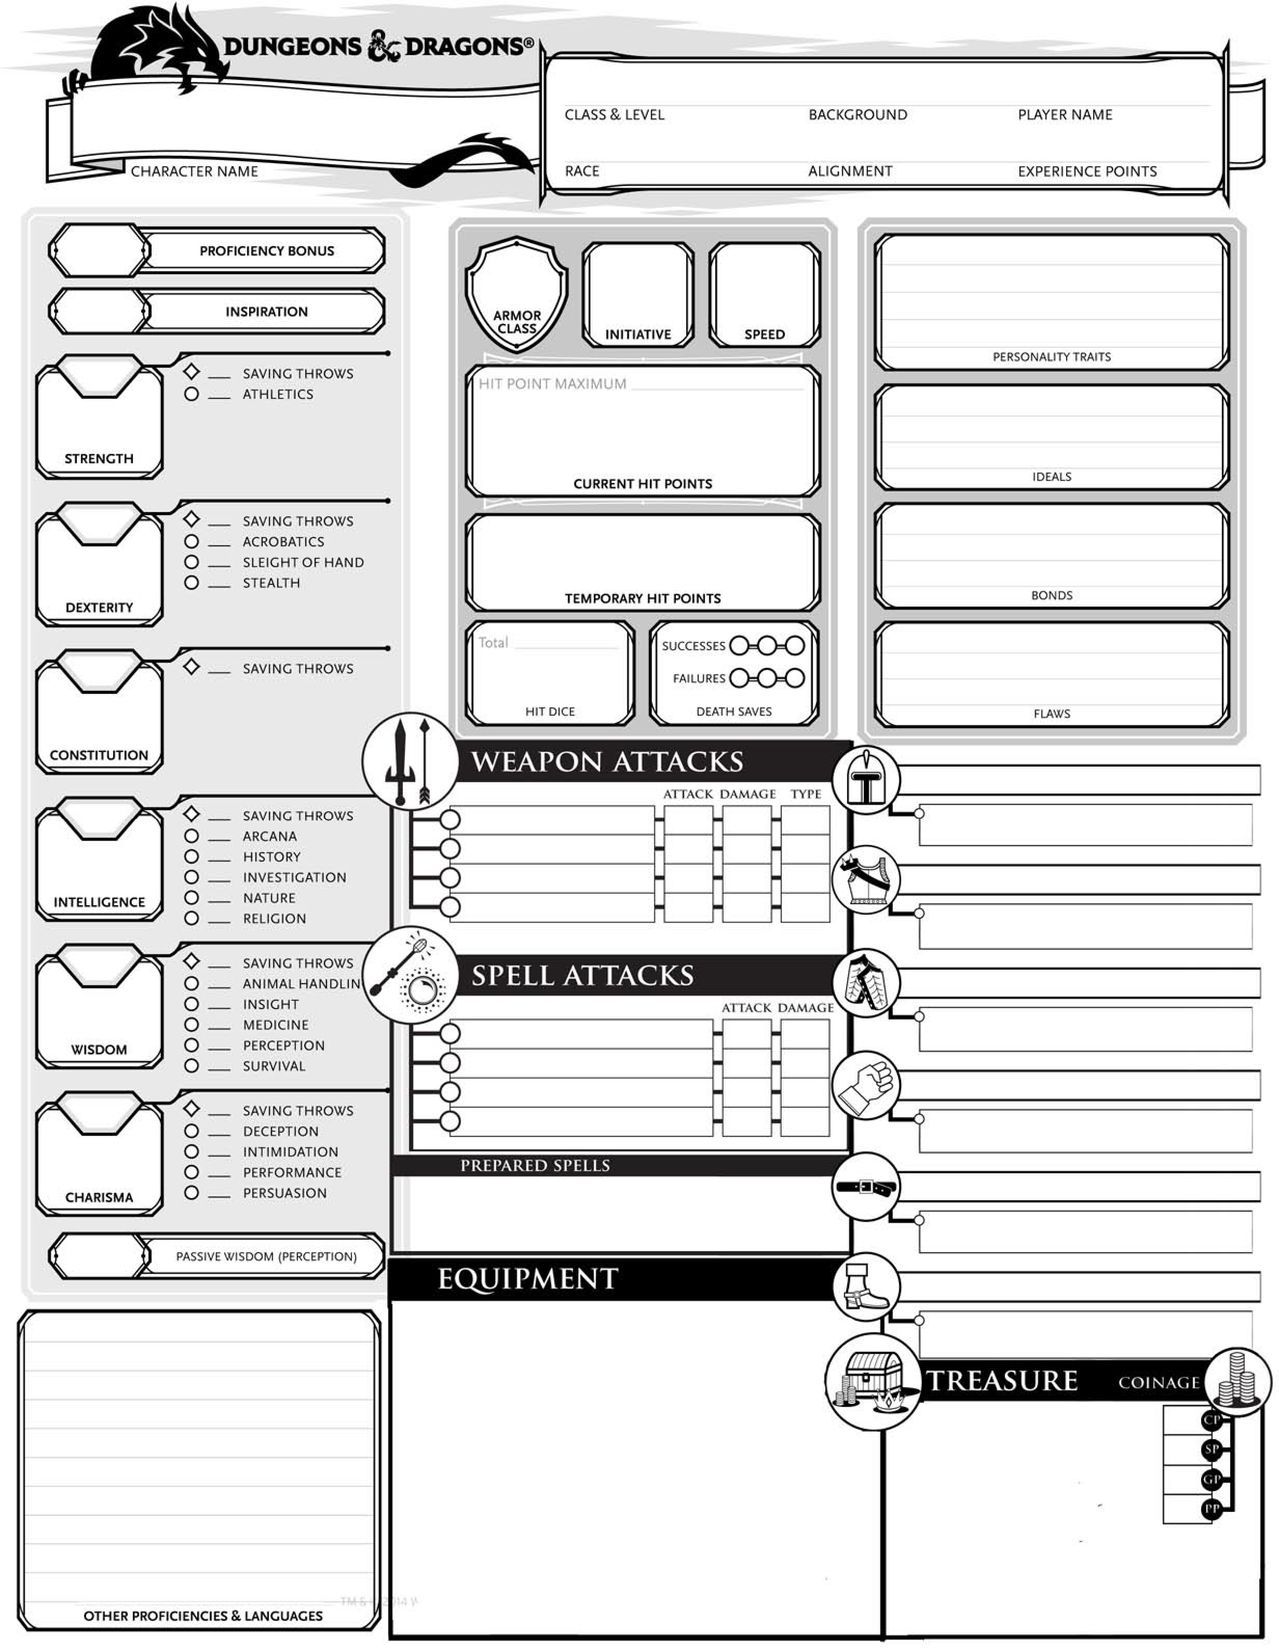 DUNGEONS & DRAGONS®
CLASS & LEVEL BACKGROUND PLAYER NAME
CHARACTER NAME
RACE ALIGNMENT EXPERIENCE POINTS
PROFICIENCY BONUS
INSPIRATION
STRENGTH
SAVING THROWS
ATHLETICS
DEXTERITY
SAVING THROWS
ACROBATICS
SLEIGHT OF HAND
STEALTH
CONSTITUTION
SAVING THROWS
INTELLIGENCE
SAVING THROWS
ARCANA
HISTORY
INVESTIGATION
NATURE
RELIGION
WISDOM
SAVING THROWS
ANIMAL HANDLIN
INSIGHT
MEDICINE
PERCEPTION
SURVIVAL
CHARISMA
SAVING THROWS
DECEPTION
INTIMIDATION
PERFORMANCE
PERSUASION
PASSIVE WISDOM (PERCEPTION)
OTHER PROFICIENCIES & LANGUAGES
ARMOR
CLASS
INITIATIVE
SPEED
HIT POINT MAXIMUM
CURRENT HIT POINTS
TEMPORARY HIT POINTS
Total
HIT DICE
SUCCESSES
FAILURES
DEATH SAVES
PERSONALITY TRAITS
IDEALS
BONDS
FLAWS
WEAPON ATTACKS
ATTACK DAMAGE TYPE
SPELL ATTACKS
ATTACK DAMAGE
PREPARED SPELLS
EQUIPMENT
TREASURE COINAGE
CP
SP
GP
PP